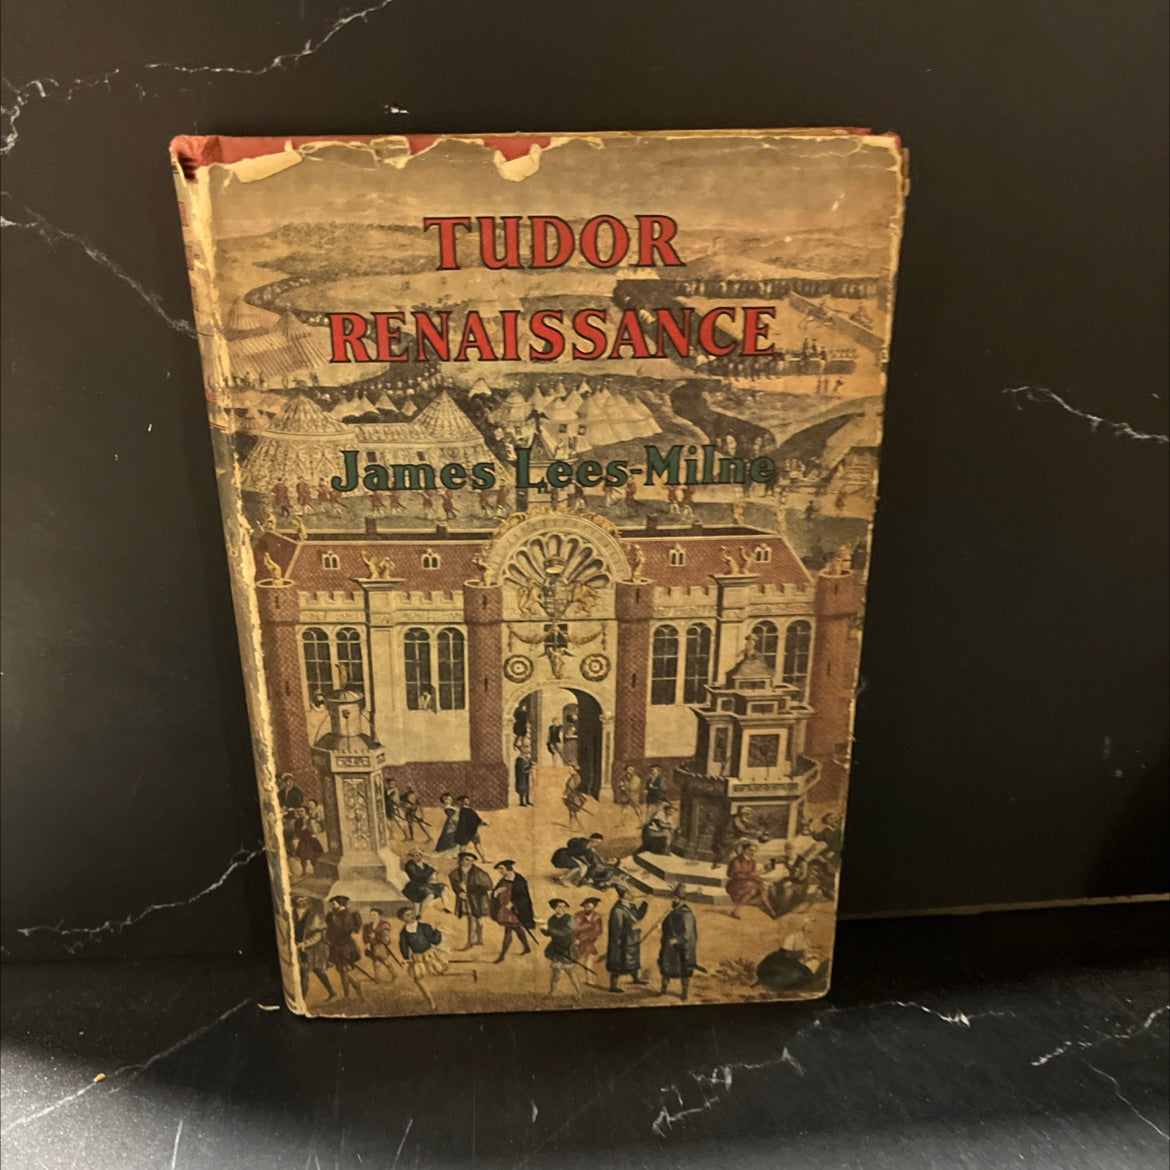 TUDOR
RENAISSANCE
James Lees-Milne